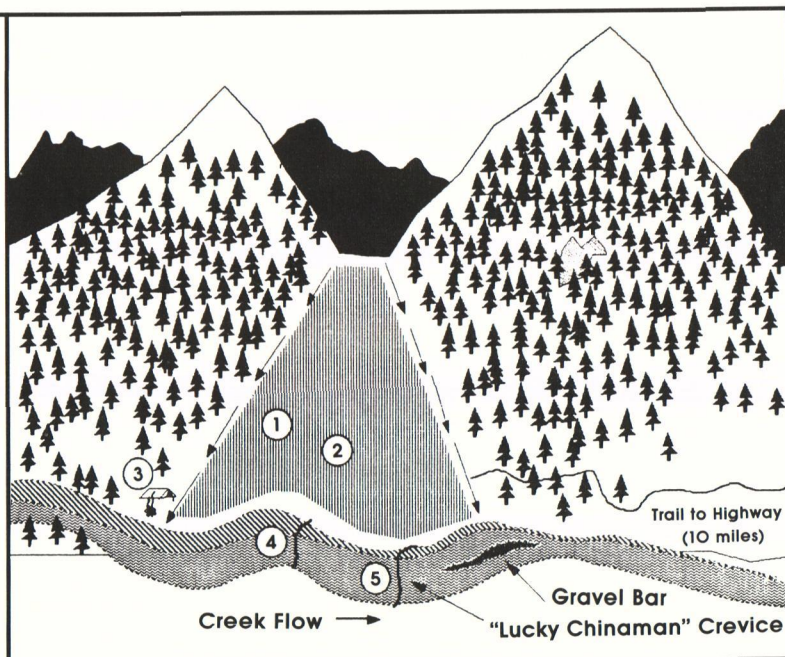 1
2
3
Trail to Highway
(10 miles)
4
5
Gravel Bar
Creek Flow
"Lucky Chinaman" Crevice